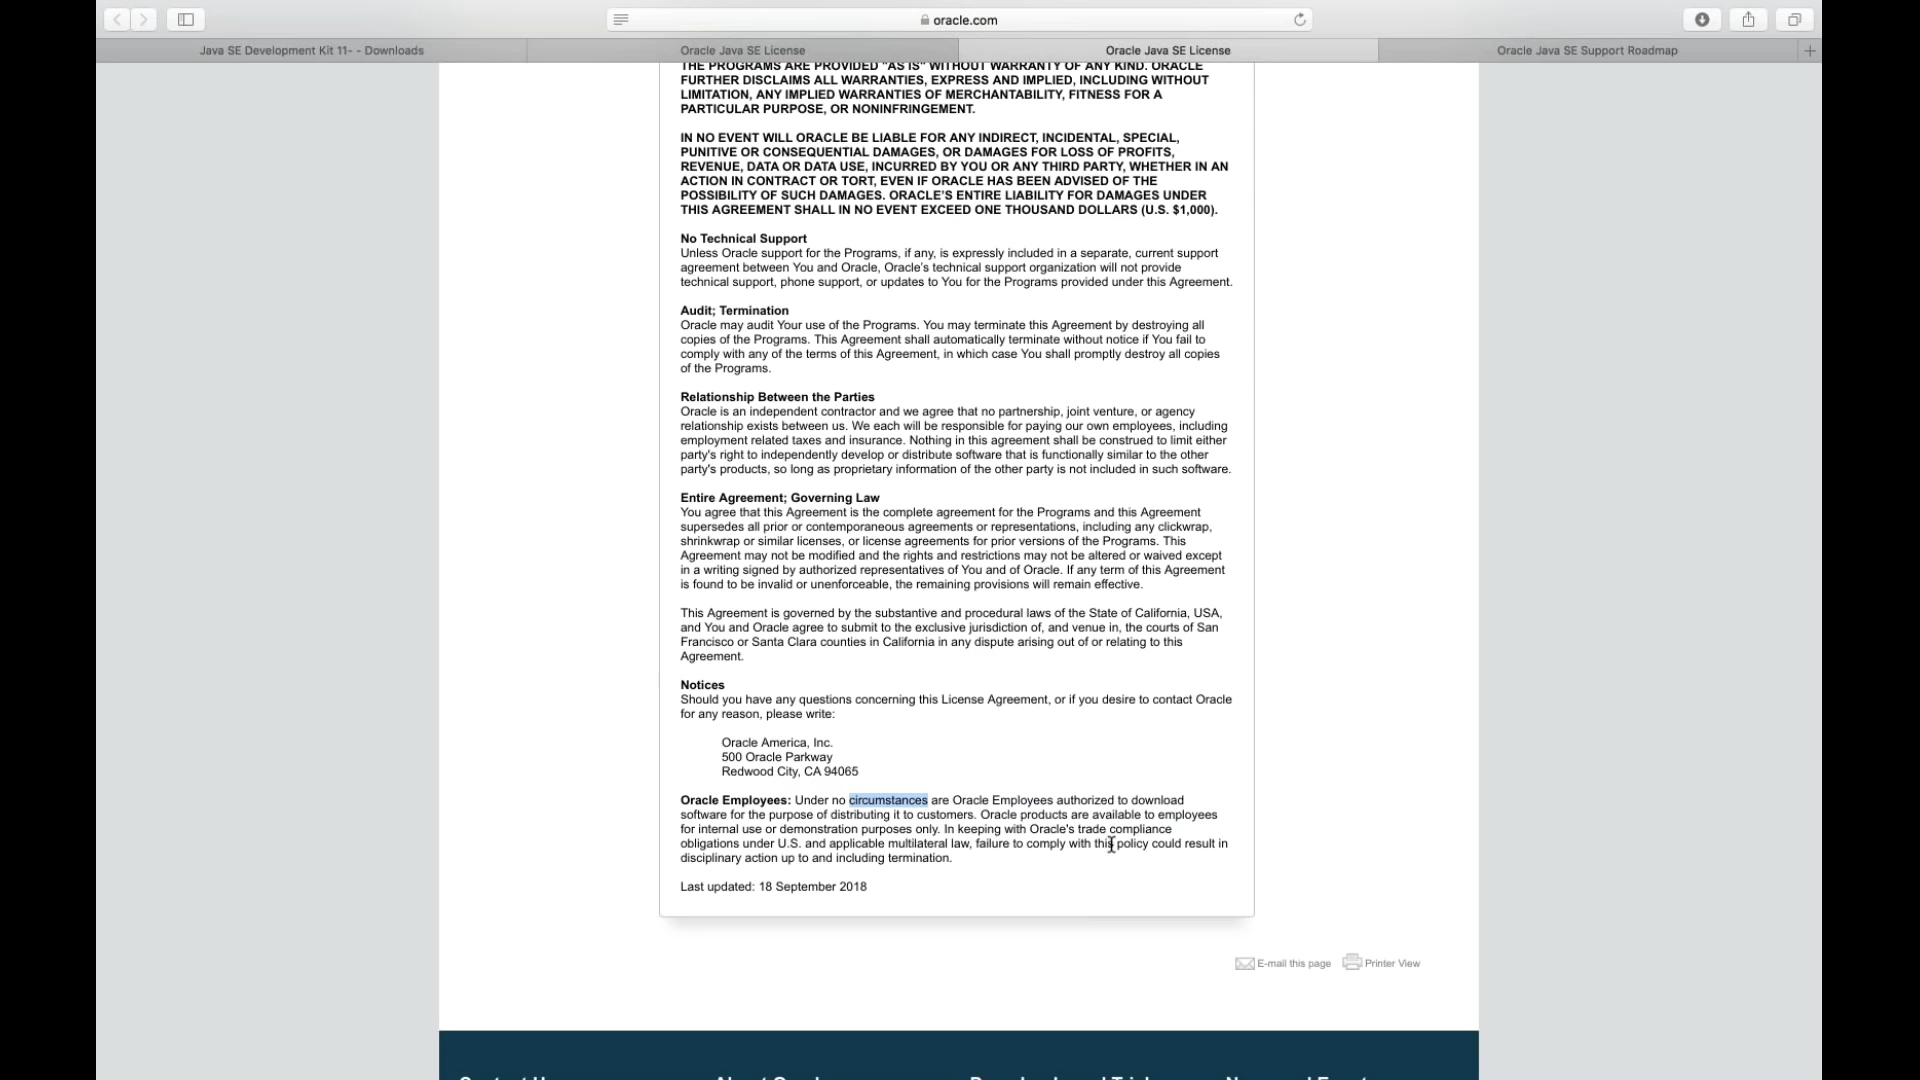 oracle.com
Java SE Development Kit 11- - Downloads
Oracle Java SE License
Oracle Java SE License
Oracle Java SE Support Roadmap
THE PROGRAMS ARE PROVIDED "AS IS" WITHOUT WARRANTY OF ANY KIND. ORACLE
FURTHER DISCLAIMS ALL WARRANTIES, EXPRESS AND IMPLIED, INCLUDING WITHOUT
LIMITATION, ANY IMPLIED WARRANTIES OF MERCHANTABILITY, FITNESS FOR A
PARTICULAR PURPOSE, OR NONINFRINGEMENT.
IN NO EVENT WILL ORACLE BE LIABLE FOR ANY INDIRECT, INCIDENTAL, SPECIAL,
PUNITIVE OR CONSEQUENTIAL DAMAGES, OR DAMAGES FOR LOSS OF PROFITS,
REVENUE, DATA OR DATA USE, INCURRED BY YOU OR ANY THIRD PARTY, WHETHER IN AN
ACTION IN CONTRACT OR TORT, EVEN IF ORACLE HAS BEEN ADVISED OF THE
POSSIBILITY OF SUCH DAMAGES. ORACLE'S ENTIRE LIABILITY FOR DAMAGES UNDER
THIS AGREEMENT SHALL IN NO EVENT EXCEED ONE THOUSAND DOLLARS (U.S. $1,000).
No Technical Support
Unless Oracle support for the Programs, if any, is expressly included in a separate, current support
agreement between You and Oracle, Oracle's technical support organization will not provide
technical support, phone support, or updates to You for the Programs provided under this Agreement.
Audit; Termination
Oracle may audit Your use of the Programs. You may terminate this Agreement by destroying all
copies of the Programs. This Agreement shall automatically terminate without notice if You fail to
comply with any of the terms of this Agreement, in which case You shall promptly destroy all copies
of the Programs.
Relationship Between the Parties
Oracle is an independent contractor and we agree that no partnership, joint venture, or agency
relationship exists between us. We each will be responsible for paying our own employees, including
employment related taxes and insurance. Nothing in this agreement shall be construed to limit either
party's right to independently develop or distribute software that is functionally similar to the other
party's products, so long as proprietary information of the other party is not included in such software.
Entire Agreement; Governing Law
You agree that this Agreement is the complete agreement for the Programs and this Agreement
supersedes all prior or contemporaneous agreements or representations, including any clickwrap,
shrinkwrap or similar licenses, or license agreements for prior versions of the Programs. This
Agreement may not be modified and the rights and restrictions may not be altered or waived except
in a writing signed by authorized representatives of You and of Oracle. If any term of this Agreement
is found to be invalid or unenforceable, the remaining provisions will remain effective.
This Agreement is governed by the substantive and procedural laws of the State of California, USA,
and You and Oracle agree to submit to the exclusive jurisdiction of, and venue in, the courts of San
Francisco or Santa Clara counties in California in any dispute arising out of or relating to this
Agreement.
Notices
Should you have any questions concerning this License Agreement, or if you desire to contact Oracle
for any reason, please write:
Oracle America, Inc.
500 Oracle Parkway
Redwood City, CA 94065
Oracle Employees: Under no circumstances are Oracle Employees authorized to download
software for the purpose of distributing it to customers. Oracle products are available to employees
for internal use or demonstration purposes only. In keeping with Oracle's trade compliance
obligations under U.S. and applicable multilateral law, failure to comply with this policy could result in
disciplinary action up to and including termination.
Last updated: 18 September 2018
E-mail this page
Printer View